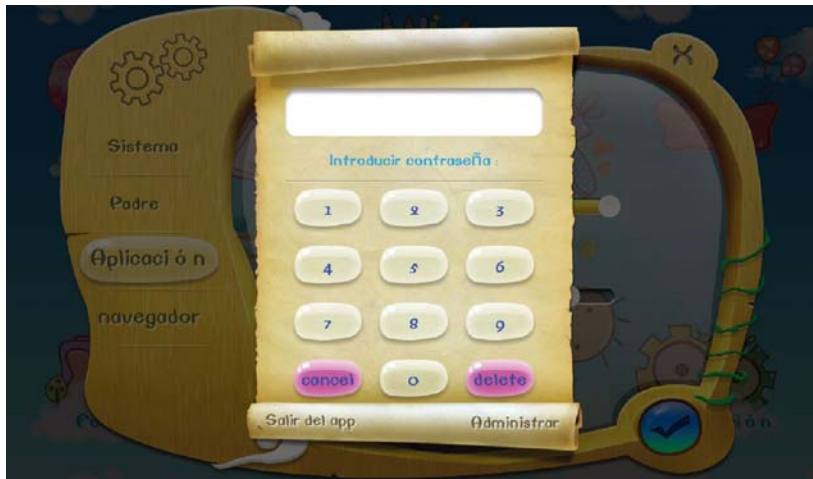 Sistema
Padre
Aplicaci ó n
navegador
Introducir contraseña :
1 2 3
4 5 6
7 8 9
cancel 0 delete
Salir del app Administrar